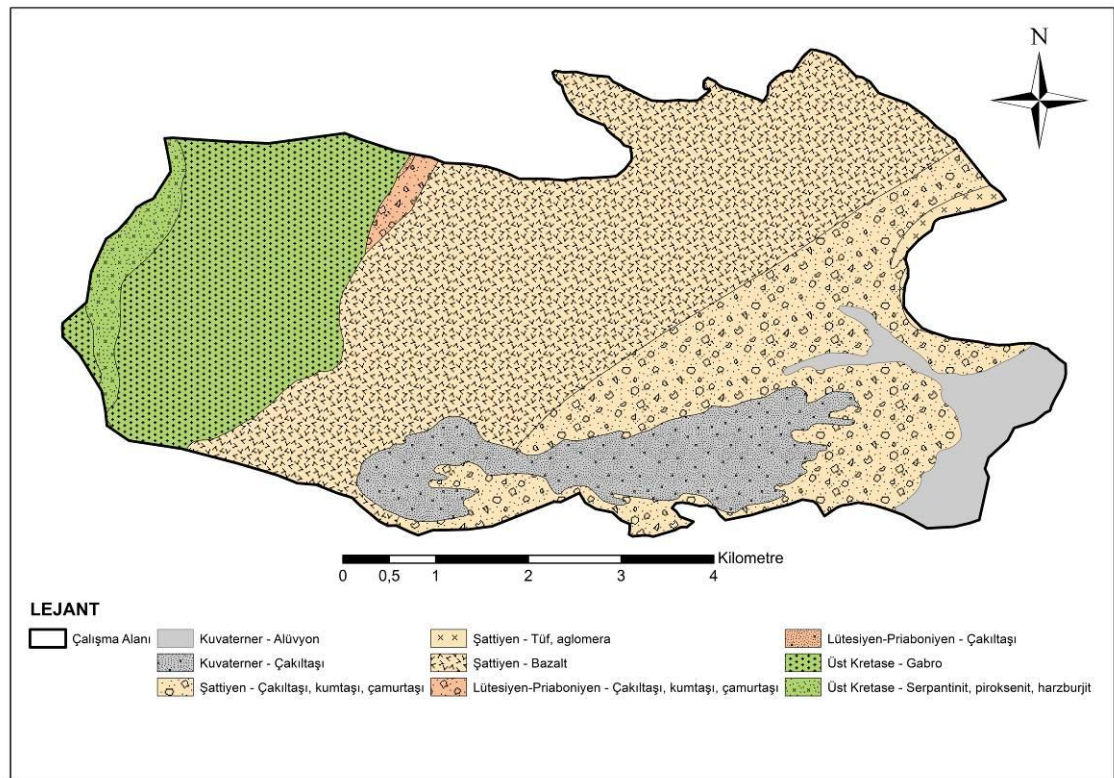 N
Kilometre
0 0,5 1 2 3 4
LEJANT
Çalışma Alanı
Kuvaterner - Alüvyon
Şattiyen - Tüf, aglomera
Lütesiyen-Priaboniyen - Çakıltaşı
Kuvaterner - Çakıltaşı
Şattiyen - Bazalt
Üst Kretase - Gabro
Şattiyen - Çakıltaşı, kumtaşı, çamurtaşı
Lütesiyen-Priaboniyen - Çakıltaşı, kumtaşı, çamurtaşı
Üst Kretase - Serpantinit, piroksenit, harzburjit